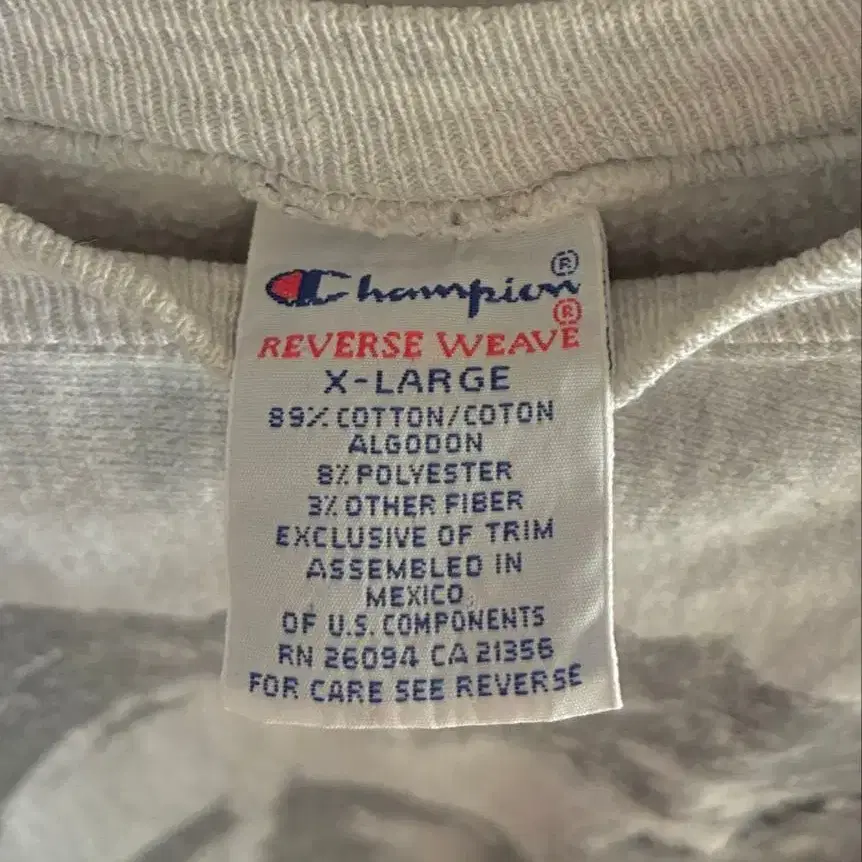 Champion®
REVERSE WEAVE®
X-LARGE
89% COTTON/COTON
ALGODON
8% POLYESTER
3% OTHER FIBER
EXCLUSIVE OF TRIM
ASSEMBLED IN
MEXICO
OF U.S. COMPONENTS
RN 26094 CA 21356
FOR CARE SEE REVERSE